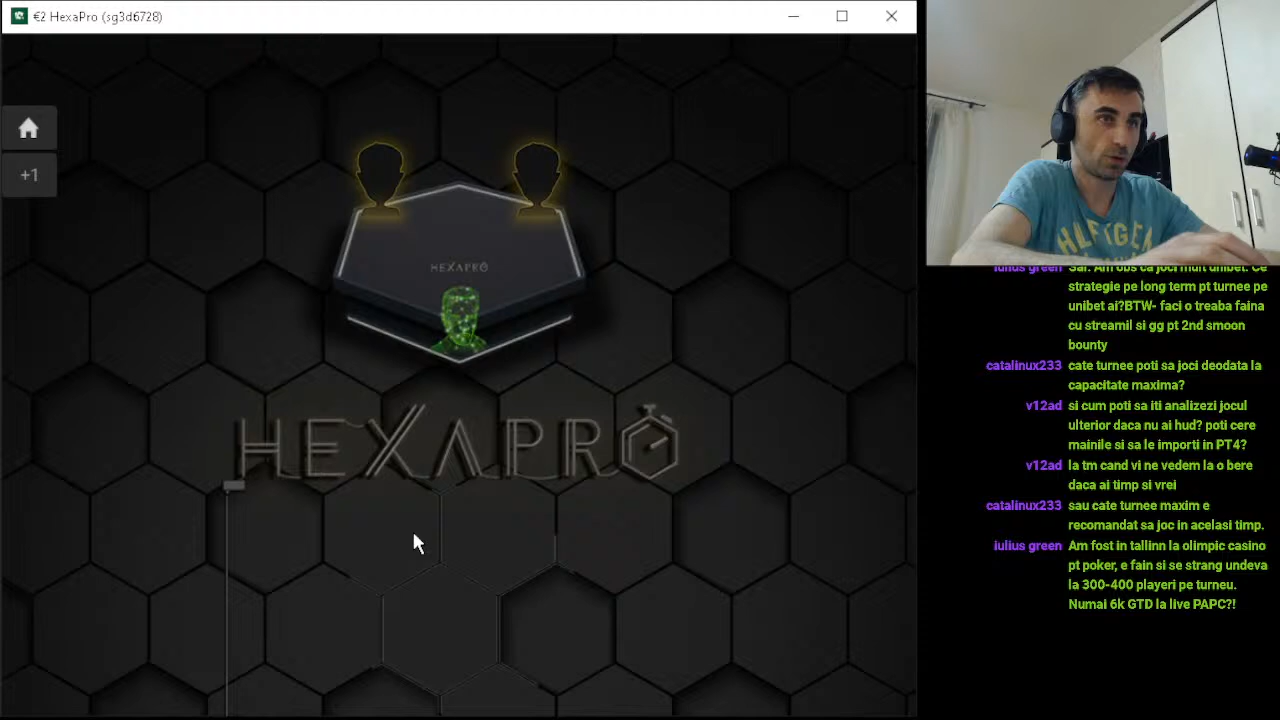 €2 HexaPro (sg3d6728)
+1
HEXAPRO
HEXAPRO
iulius green Sal. Am obs ca joci mult unibet. Ce
strategie pe long term pt turnee pe
unibet ai?BTW- faci o treaba faina
cu streamil si gg pt 2nd smoon
bounty
catalinux233 cate turnee poti sa joci deodata la
capacitate maxima?
v12ad si cum poti sa iti analizezi jocul
ulterior daca nu ai hud? poti cere
mainile si sa le importi in PT4?
v12ad la tm cand vi ne vedem la o bere
daca ai timp si vrei
catalinux233 sau cate turnee maxim e
recomandat sa joc in acelasi timp.
iulius green Am fost in tallinn la olimpic casino
pt poker, e fain si se strang undeva
la 300-400 playeri pe turneu.
Numai 6k GTD la live PAPC?!